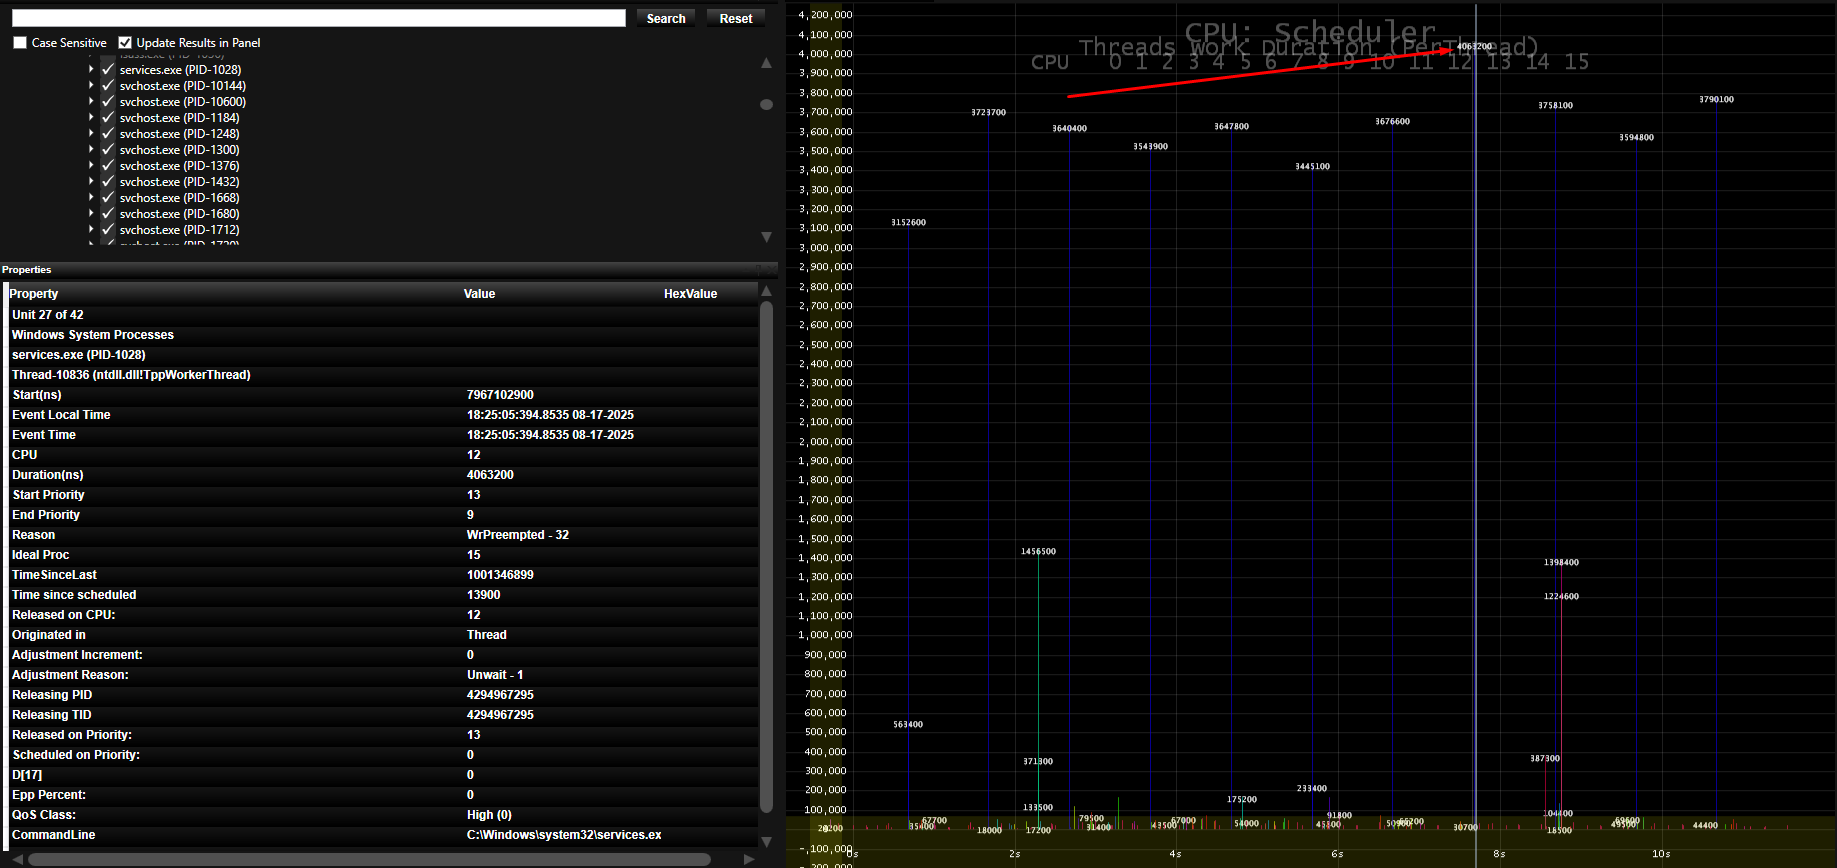 Search Reset
Case Sensitive Update Results in Panel
services.exe (PID-1028)
svchost.exe (PID-10144)
svchost.exe (PID-10600)
svchost.exe (PID-1184)
svchost.exe (PID-1248)
svchost.exe (PID-1300)
svchost.exe (PID-1376)
svchost.exe (PID-1432)
svchost.exe (PID-1668)
svchost.exe (PID-1680)
svchost.exe (PID-1712)
Properties
Property Value HexValue
Unit 27 of 42
Windows System Processes
services.exe (PID-1028)
Thread-10836 (ntdll.dll!TppWorkerThread)
Start(ns) 7967102900
Event Local Time 18:25:05:394.8535 08-17-2025
Event Time 18:25:05:394.8535 08-17-2025
CPU 12
Duration(ns) 4063200
Start Priority 13
End Priority 9
Reason WrPreempted - 32
Ideal Proc 15
TimeSinceLast 1001346899
Time since scheduled 13900
Released on CPU: 12
Originated in Thread
Adjustment Increment: 0
Adjustment Reason: Unwait - 1
Releasing PID 4294967295
Releasing TID 4294967295
Released on Priority: 13
Scheduled on Priority: 0
D[17] 0
Epp Percent: 0
QoS Class: High (0)
CommandLine C:\Windows\system32\services.ex
CPU: Scheduler
Threads Work Duration (PerThread)
CPU 0 1 2 3 4 5 6 7 8 9 10 11 12 13 14 15
4,200,000
4,100,000
4,000,000
3,900,000
3,800,000
3,700,000
3,600,000
3,500,000
3,400,000
3,300,000
3,200,000
3,100,000
3,000,000
2,900,000
2,800,000
2,700,000
2,600,000
2,500,000
2,400,000
2,300,000
2,200,000
2,100,000
2,000,000
1,900,000
1,800,000
1,700,000
1,600,000
1,500,000
1,400,000
1,300,000
1,200,000
1,100,000
1,000,000
900,000
800,000
700,000
600,000
500,000
400,000
300,000
200,000
100,000
0
-100,000
-200,000
4063200
3790100
3758100
3723700
3640400 3647800 3676600
3594800
3543900
3445100
3152600
1456500
1398400
1224600
563400
371300 387300
233400
175200
133500
104400
67700 79500 67000 91800
35400 31400 43500 54000 45800 30700 44400
18000 17200 18500
0s 2s 4s 6s 8s 10s